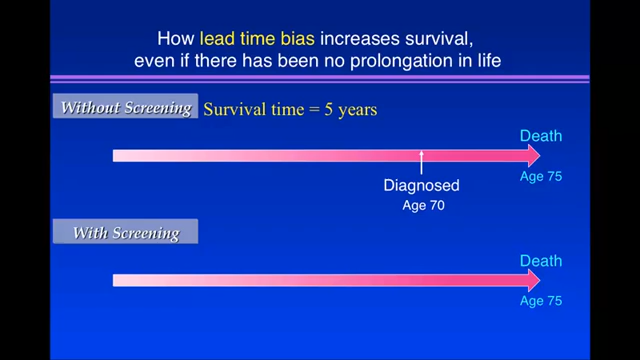 How lead time bias increases survival,
even if there has been no prolongation in life
Without Screening
Survival time = 5 years
Death
Age 75
Diagnosed
Age 70
With Screening
Death
Age 75